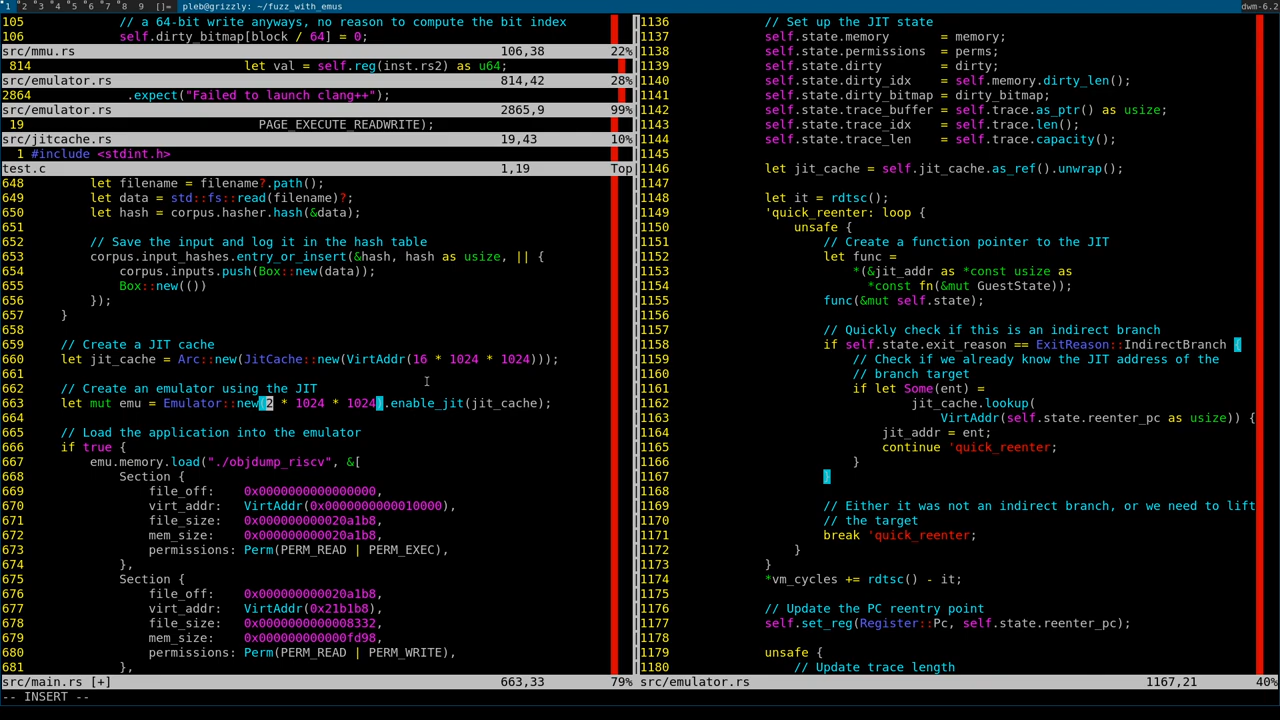 1 2 3 4 5 6 7 8 9 []= pleb@grizzly: ~/fuzz_with_emus dwm-6.2
105 // a 64-bit write anyways, no reason to compute the bit index
106 self.dirty_bitmap[block / 64] = 0;
src/mmu.rs 106,38 22%
814 let val = self.reg(inst.rs2) as u64;
src/emulator.rs 814,42 28%
2864 .expect("Failed to launch clang++");
src/emulator.rs 2865,9 99%
19 PAGE_EXECUTE_READWRITE);
src/jitcache.rs 19,43 10%
1 #include <stdint.h>
test.c 1,19 Top
648 let filename = filename?.path();
649 let data = std::fs::read(filename)?;
650 let hash = corpus.hasher.hash(&data);
651
652 // Save the input and log it in the hash table
653 corpus.input_hashes.entry_or_insert(&hash, hash as usize, || {
654 corpus.inputs.push(Box::new(data));
655 Box::new(())
656 });
657 }
658
659 // Create a JIT cache
660 let jit_cache = Arc::new(JitCache::new(VirtAddr(16 * 1024 * 1024)));
661
662 // Create an emulator using the JIT
663 let mut emu = Emulator::new(2 * 1024 * 1024).enable_jit(jit_cache);
664
665 // Load the application into the emulator
666 if true {
667 emu.memory.load("./objdump_riscv", &[
668 Section {
669 file_off: 0x0000000000000000,
670 virt_addr: VirtAddr(0x0000000000010000),
671 file_size: 0x000000000020a1b8,
672 mem_size: 0x000000000020a1b8,
673 permissions: Perm(PERM_READ | PERM_EXEC),
674 },
675 Section {
676 file_off: 0x000000000020a1b8,
677 virt_addr: VirtAddr(0x21b1b8),
678 file_size: 0x0000000000008332,
679 mem_size: 0x000000000000fd98,
680 permissions: Perm(PERM_READ | PERM_WRITE),
681 },
src/main.rs [+] 663,33 79%
-- INSERT --
1136 // Set up the JIT state
1137 self.state.memory = memory;
1138 self.state.permissions = perms;
1139 self.state.dirty = dirty;
1140 self.state.dirty_idx = self.memory.dirty_len();
1141 self.state.dirty_bitmap = dirty_bitmap;
1142 self.state.trace_buffer = self.trace.as_ptr() as usize;
1143 self.state.trace_idx = self.trace.len();
1144 self.state.trace_len = self.trace.capacity();
1145
1146 let jit_cache = self.jit_cache.as_ref().unwrap();
1147
1148 let it = rdtsc();
1149 'quick_reenter: loop {
1150 unsafe {
1151 // Create a function pointer to the JIT
1152 let func =
1153 *(&jit_addr as *const usize as
1154 *const fn(&mut GuestState));
1155 func(&mut self.state);
1156
1157 // Quickly check if this is an indirect branch
1158 if self.state.exit_reason == ExitReason::IndirectBranch {
1159 // Check if we already know the JIT address of the
1160 // branch target
1161 if let Some(ent) =
1162 jit_cache.lookup(
1163 VirtAddr(self.state.reenter_pc as usize)) {
1164 jit_addr = ent;
1165 continue 'quick_reenter;
1166 }
1167 }
1168
1169 // Either it was not an indirect branch, or we need to lift
1170 // the target
1171 break 'quick_reenter;
1172 }
1173 }
1174 *vm_cycles += rdtsc() - it;
1175
1176 // Update the PC reentry point
1177 self.set_reg(Register::Pc, self.state.reenter_pc);
1178
1179 unsafe {
1180 // Update trace length
src/emulator.rs 1167,21 40%